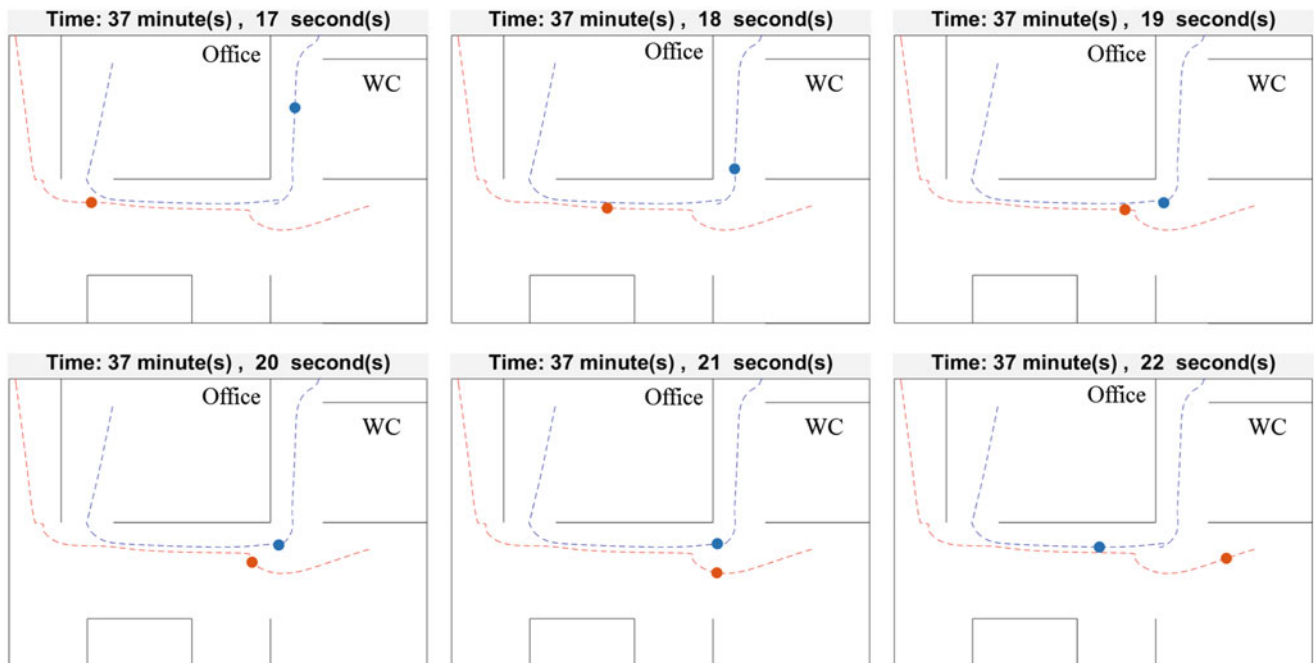 Time: 37 minute(s) , 17 second(s)
Office
WC
Time: 37 minute(s) , 18 second(s)
Office
WC
Time: 37 minute(s) , 19 second(s)
Office
WC
Time: 37 minute(s) , 20 second(s)
Office
WC
Time: 37 minute(s) , 21 second(s)
Office
WC
Time: 37 minute(s) , 22 second(s)
Office
WC